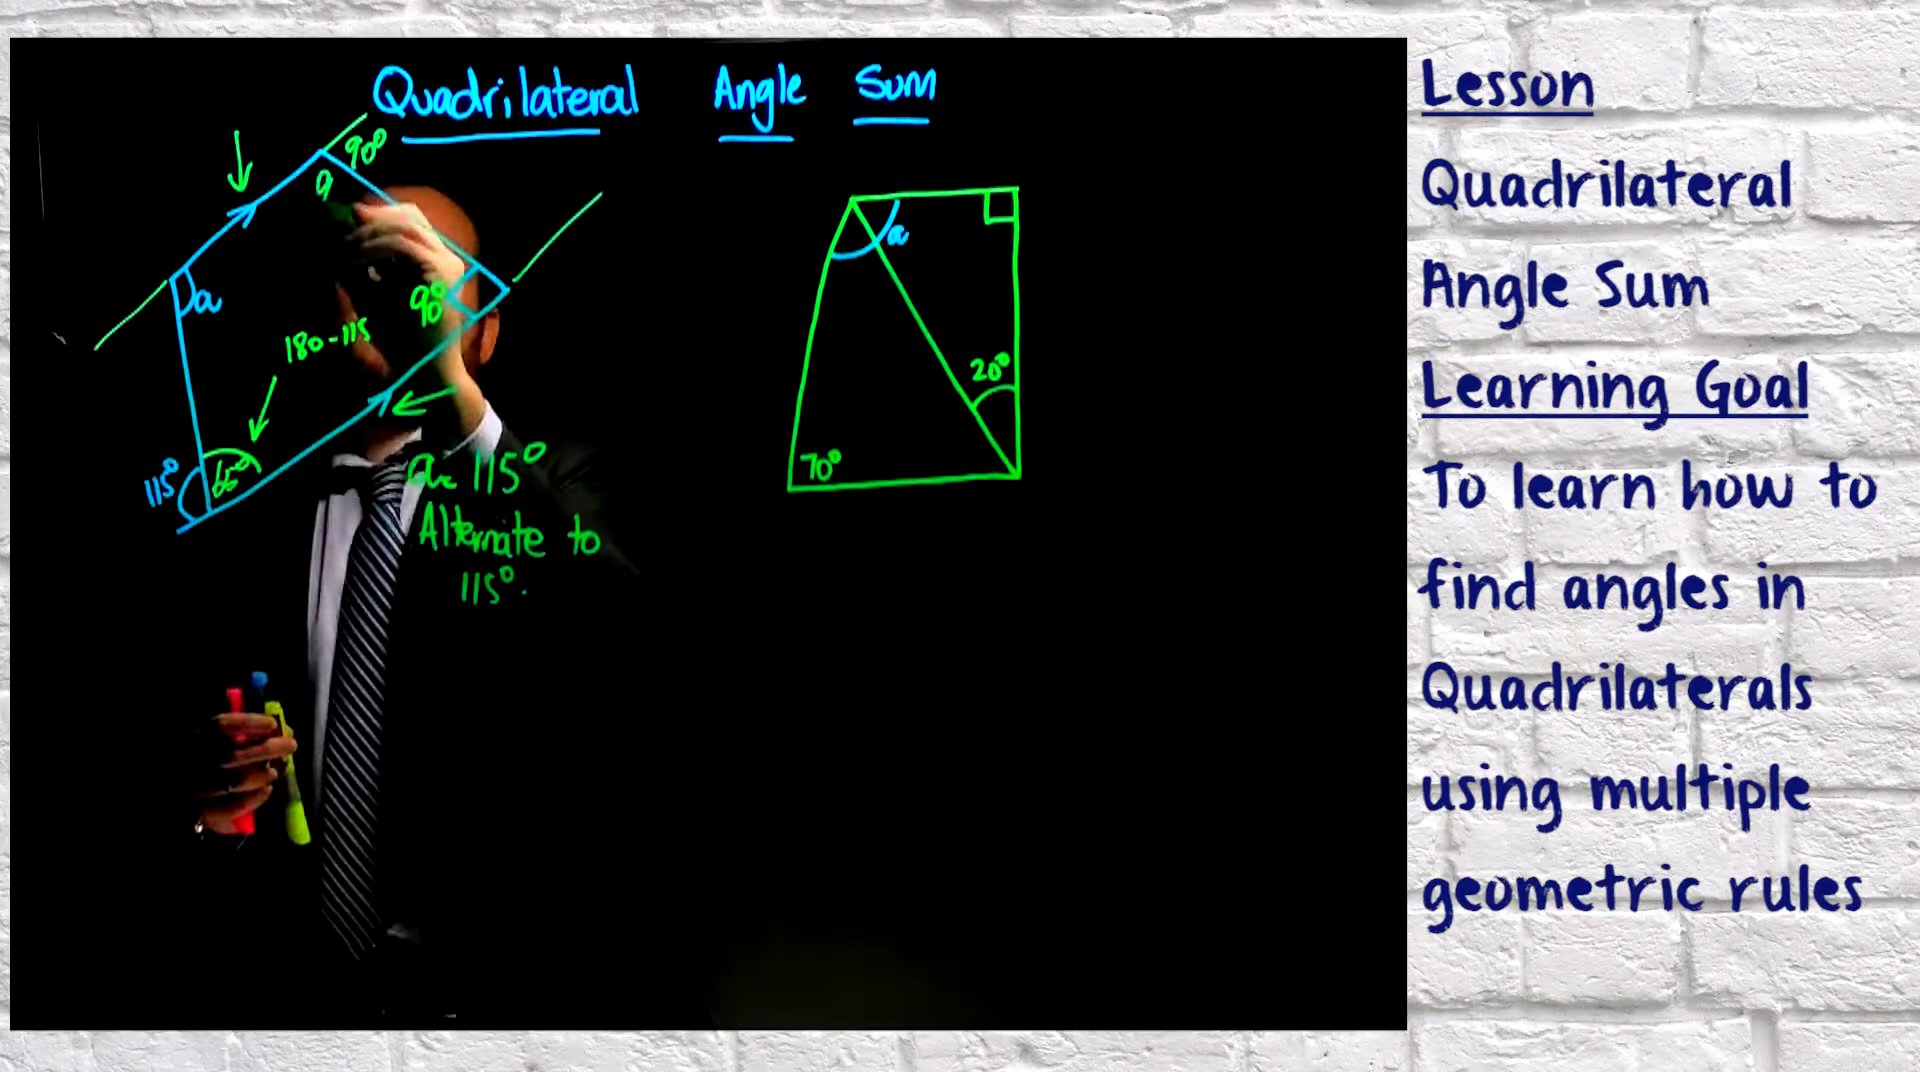 Quadrilateral Angle Sum
90°
9
a
90°
180-115
115°
65°
a = 115°
Alternate to
115°.
a
20°
70°
Lesson
Quadrilateral
Angle Sum
Learning Goal
To learn how to
find angles in
Quadrilaterals
using multiple
geometric rules